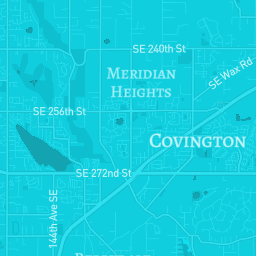 SE 240th St
MERIDIAN
HEIGHTS
SE Wax Rd
SE 256th St
COVINGTON
SE 272nd St
144th Ave SE